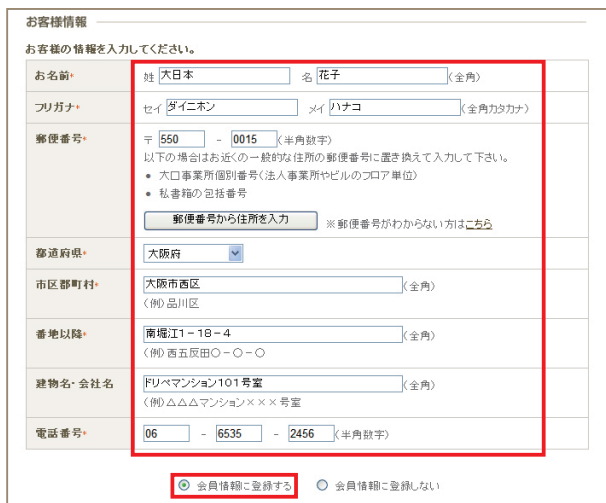 お客様情報
お客様の情報を入力してください。
お名前* 姓 大日本 名 花子 (全角)
フリガナ* セイ ダイニホン メイ ハナコ (全角カタカナ)
郵便番号* 〒 550 - 0015 (半角数字)
以下の場合はお近くの一般的な住所の郵便番号に置き換えて入力して下さい。
• 大口事業所個別番号(法人事業所やビルのフロア単位)
• 私書箱の包括番号
郵便番号から住所を入力 ※郵便番号がわからない方はこちら
都道府県* 大阪府
市区郡町村* 大阪市西区 (全角)
(例)品川区
番地以降* 南堀江1-18-4 (全角)
(例)西五反田○-○-○
建物名・会社名 ドリペマンション101号室 (全角)
(例)△△△マンション×××号室
電話番号* 06 - 6535 - 2456 (半角数字)
会員情報に登録する 会員情報に登録しない